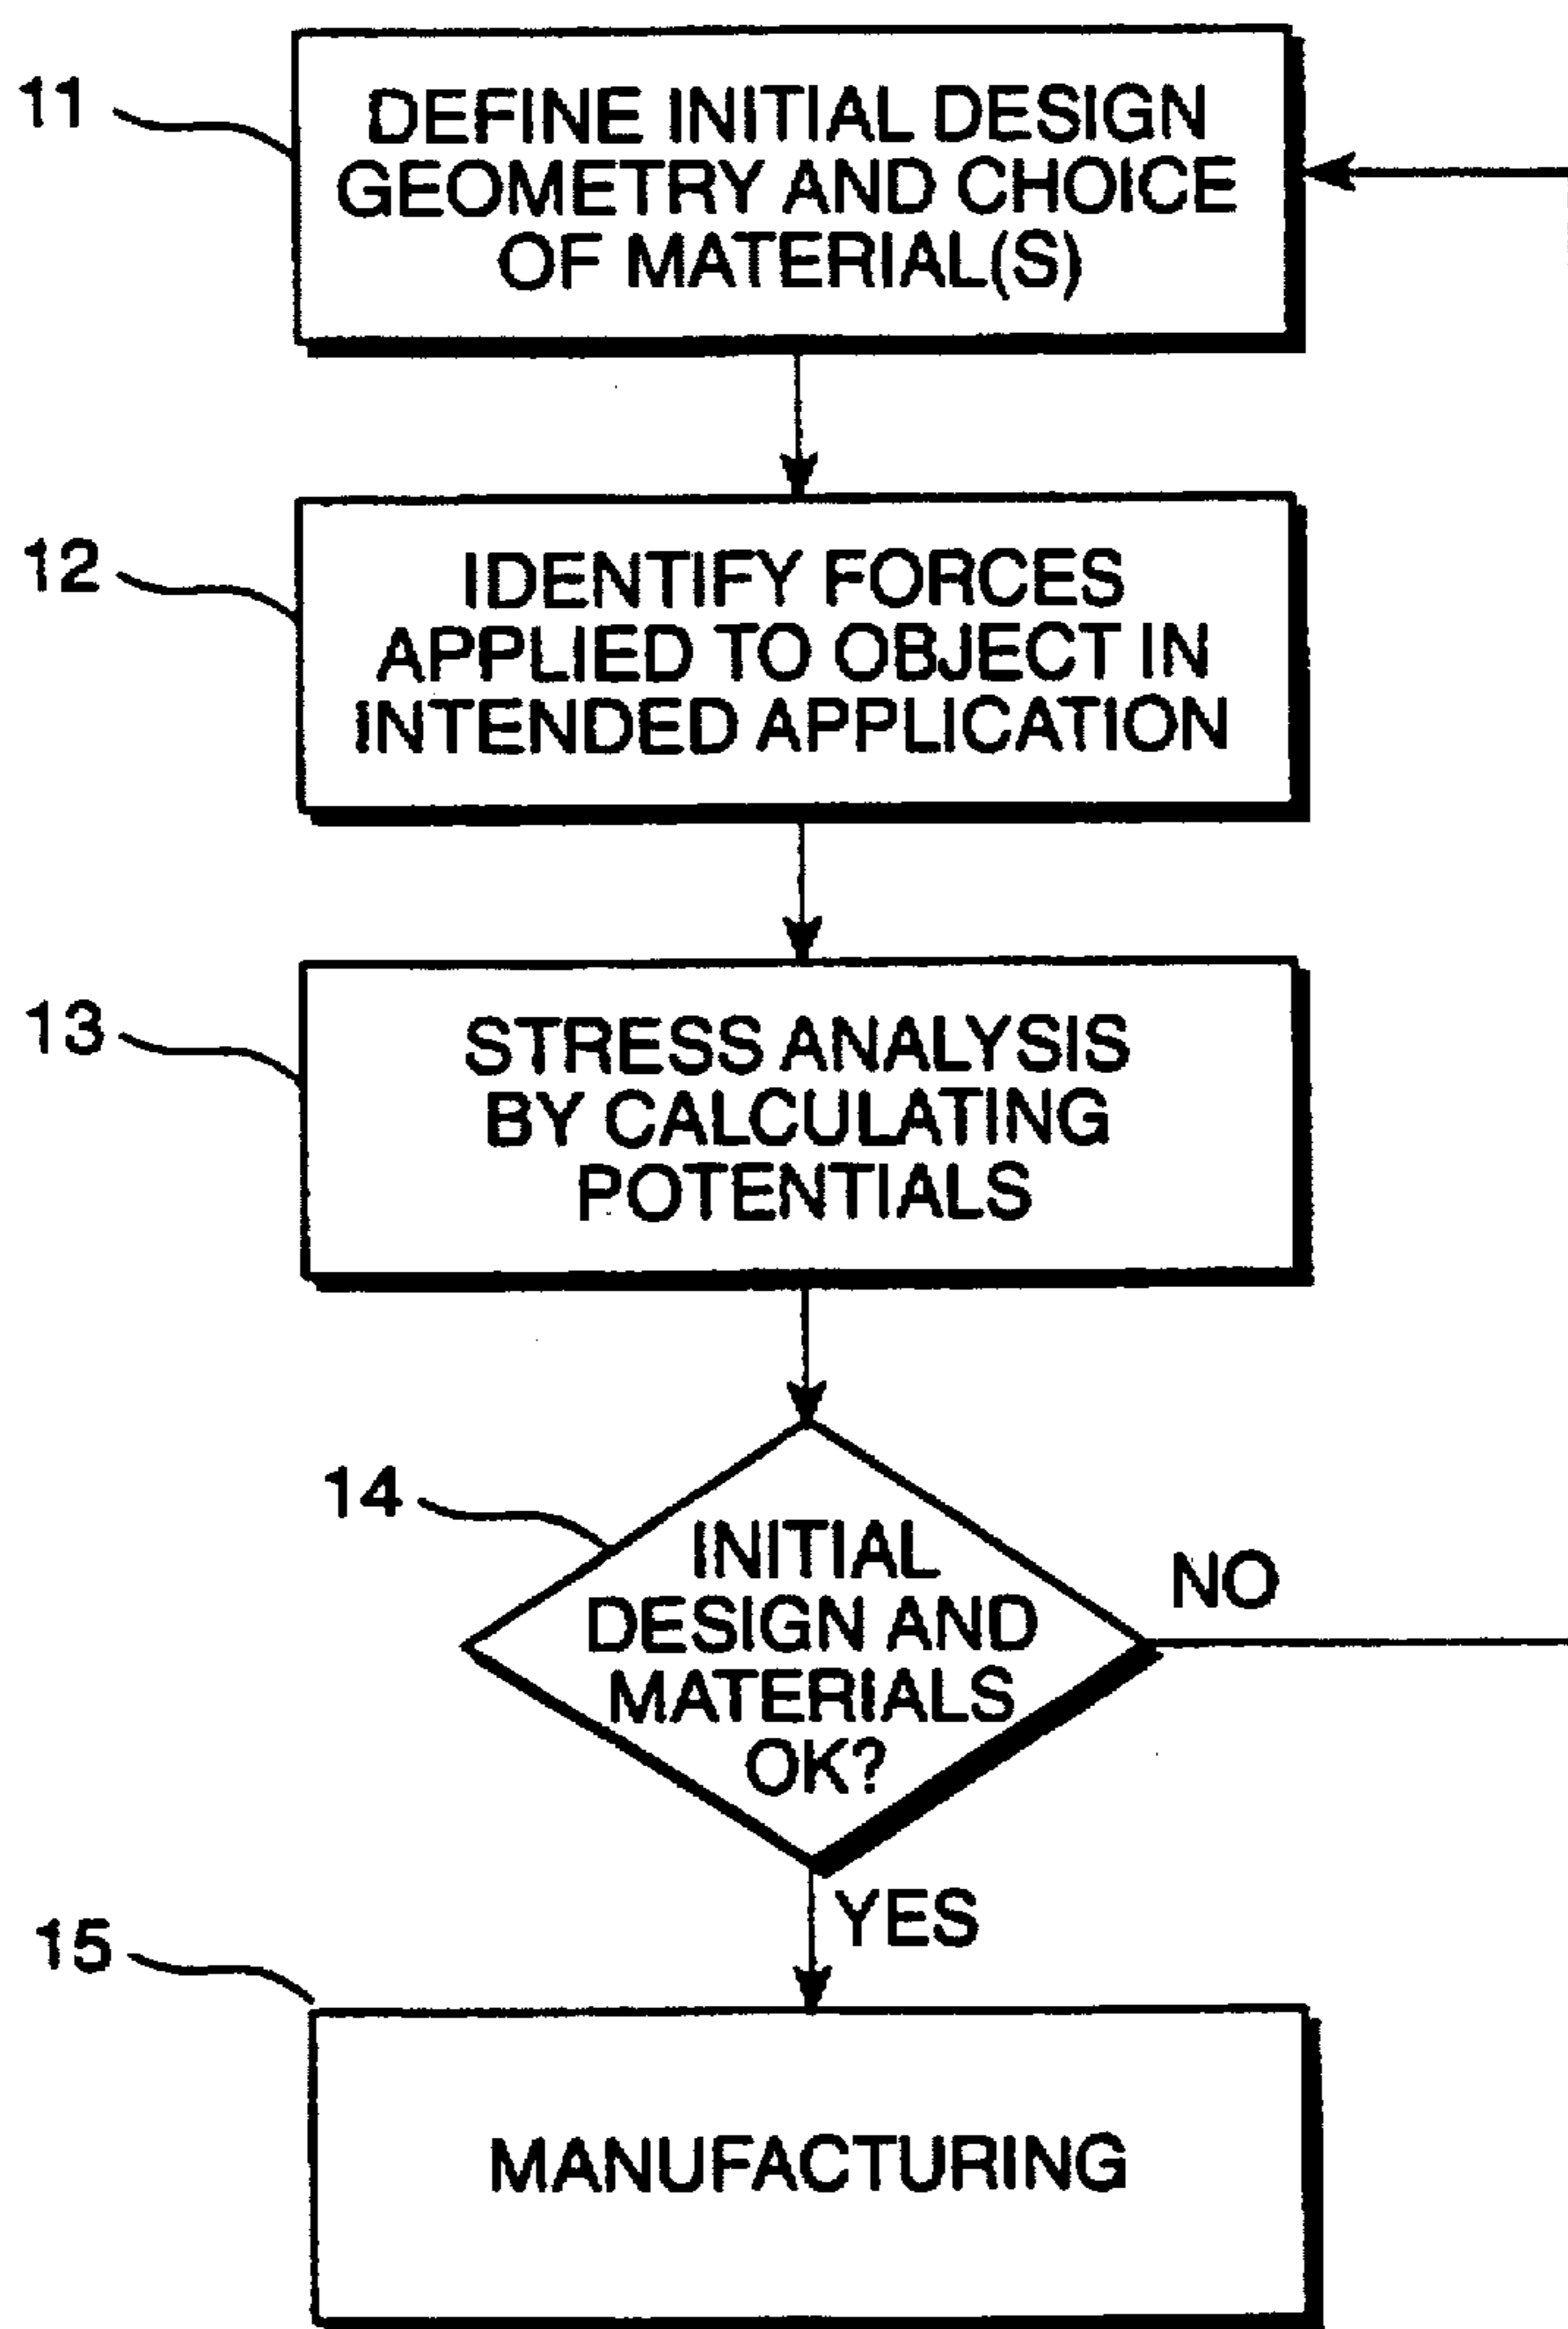 11
DEFINE INITIAL DESIGN
GEOMETRY AND CHOICE
OF MATERIAL(S)
12
IDENTIFY FORCES
APPLIED TO OBJECT IN
INTENDED APPLICATION
13
STRESS ANALYSIS
BY CALCULATING
POTENTIALS
14
INITIAL
DESIGN AND
MATERIALS
OK?
NO
YES
15
MANUFACTURING